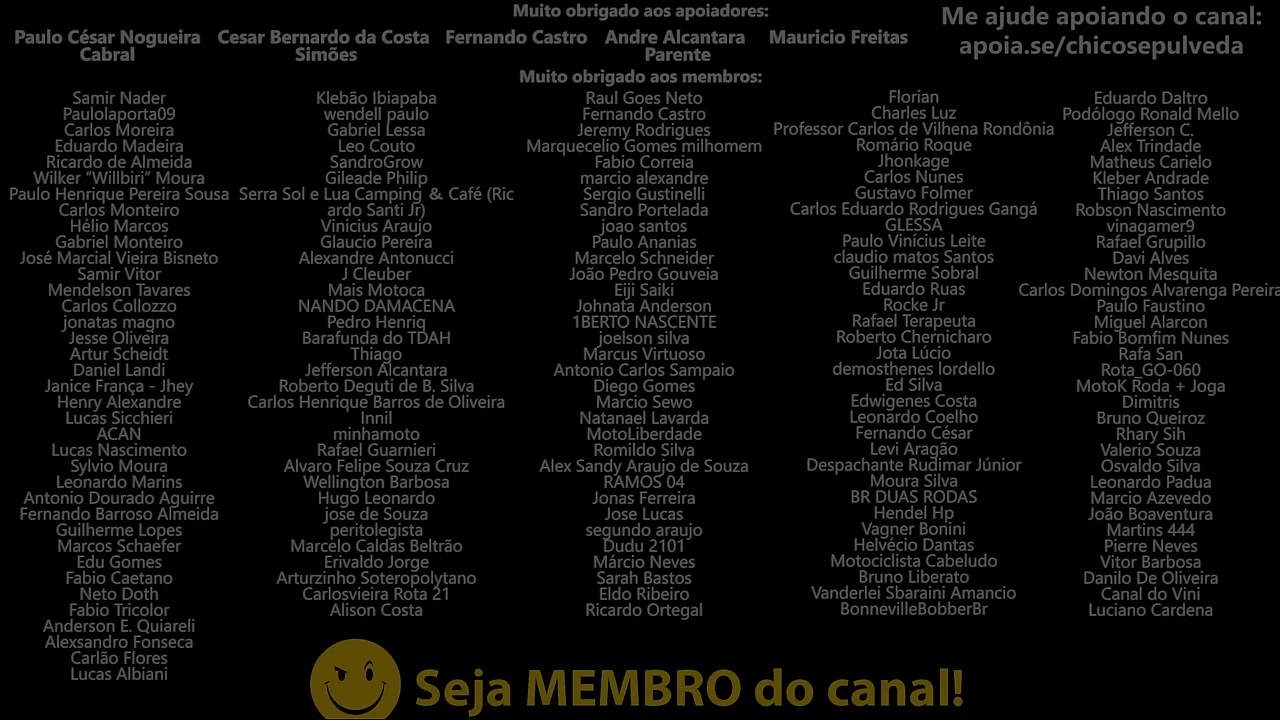 Muito obrigado aos apoiadores:
Me ajude apoiando o canal:
apoia.se/chicosepulveda
Paulo César Nogueira
Cabral
Cesar Bernardo da Costa
Simões
Fernando Castro
Andre Alcantara
Parente
Mauricio Freitas
Muito obrigado aos membros:
Samir Nader
Paulolaporta09
Carlos Moreira
Eduardo Madeira
Ricardo de Almeida
Wilker “Willbiri” Moura
Paulo Henrique Pereira Sousa
Carlos Monteiro
Hélio Marcos
Gabriel Monteiro
José Marcial Vieira Bisneto
Samir Vitor
Mendelson Tavares
Carlos Collozzo
jonatas magno
Jesse Oliveira
Artur Scheidt
Daniel Landi
Janice França - Jhey
Henry Alexandre
Lucas Sicchieri
ACAN
Lucas Nascimento
Sylvio Moura
Leonardo Marins
Antonio Dourado Aguirre
Fernando Barroso Almeida
Guilherme Lopes
Marcos Schaefer
Edu Gomes
Fabio Caetano
Neto Doth
Fabio Tricolor
Anderson E. Quiareli
Alexsandro Fonseca
Carlão Flores
Lucas Albiani
Klebão Ibiapaba
wendell paulo
Gabriel Lessa
Leo Couto
SandroGrow
Gileade Philip
Serra Sol e Lua Camping & Café (Ric
ardo Santi Jr)
Vinicius Araujo
Glaucio Pereira
Alexandre Antonucci
J Cleuber
Mais Motoca
NANDO DAMACENA
Pedro Henriq
Barafunda do TDAH
Thiago
Jefferson Alcantara
Roberto Deguti de B. Silva
Carlos Henrique Barros de Oliveira
Innil
minhamoto
Rafael Guarnieri
Alvaro Felipe Souza Cruz
Wellington Barbosa
Hugo Leonardo
jose de Souza
peritolegista
Marcelo Caldas Beltrão
Erivaldo Jorge
Arturzinho Soteropolytano
Carlosvieira Rota 21
Alison Costa
Raul Goes Neto
Fernando Castro
Jeremy Rodrigues
Marquecelio Gomes milhomem
Fabio Correia
marcio alexandre
Sergio Gustinelli
Sandro Portelada
joao santos
Paulo Ananias
Marcelo Schneider
João Pedro Gouveia
Eiji Saiki
Johnata Anderson
1BERTO NASCENTE
joelson silva
Marcus Virtuoso
Antonio Carlos Sampaio
Diego Gomes
Marcio Sewo
Natanael Lavarda
MotoLiberdade
Romildo Silva
Alex Sandy Araujo de Souza
RAMOS 04
Jonas Ferreira
Jose Lucas
segundo araujo
Dudu 2101
Márcio Neves
Sarah Bastos
Eldo Ribeiro
Ricardo Ortegal
Florian
Charles Luz
Professor Carlos de Vilhena Rondônia
Romário Roque
Jhonkage
Carlos Nunes
Gustavo Folmer
Carlos Eduardo Rodrigues Gangá
GLESSA
Paulo Vinícius Leite
claudio matos Santos
Guilherme Sobral
Eduardo Ruas
Rocke Jr
Rafael Terapeuta
Roberto Chernicharo
Jota Lúcio
demosthenes lordello
Ed Silva
Edwigenes Costa
Leonardo Coelho
Fernando César
Levi Aragão
Despachante Rudimar Júnior
Moura Silva
BR DUAS RODAS
Hendel Hp
Vagner Bonini
Helvécio Dantas
Motociclista Cabeludo
Bruno Liberato
Vanderlei Sbaraini Amancio
BonnevilleBobberBr
Eduardo Daltro
Podólogo Ronald Mello
Jefferson C.
Alex Trindade
Matheus Carielo
Kleber Andrade
Thiago Santos
Robson Nascimento
vinagamer9
Rafael Grupillo
Davi Alves
Newton Mesquita
Carlos Domingos Alvarenga Pereira
Paulo Faustino
Miguel Alarcon
Fabio Bomfim Nunes
Rafa San
Rota_GO-060
MotoK Roda + Joga
Dimitris
Bruno Queiroz
Rhary Sih
Valerio Souza
Osvaldo Silva
Leonardo Padua
Marcio Azevedo
João Boaventura
Martins 444
Pierre Neves
Vitor Barbosa
Danilo De Oliveira
Canal do Vini
Luciano Cardena
Seja MEMBRO do canal!